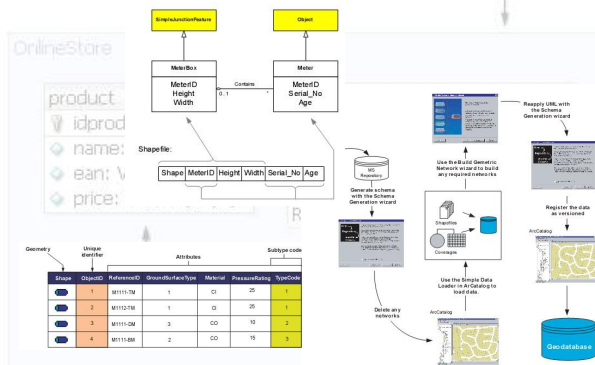 SimpleJunctionFeature
Object
OnlineStore
MeterBox
Meter
MeterID
Height
Width
Contains
0..1
*
MeterID
Serial_No
Age
product
idprod
name:
ean: V
price:
Shapefile:
Shape MeterID Height Width Serial_No Age
MS
Repository
Generate schema
with the Schema
Generation wizard
Delete any
networks
ArcCatalog
Use the Simple Data
Loader in ArCatalog to
load data.
Shapefiles
Coverages
Use the Build Gemetric
Network wizard to build
any required networks
Reapply UML with
the Schema
Generation wizard
Register the data
as versioned
ArcCatalog
Geodatabase
Geometry
Unique
identifier
Attributes
Subtype code
Shape ObjectID ReferenceID GroundSurfaceType Material PressureRating TypeCode
1 M1111-TM 1 CI 25 1
2 M1112-TM 1 CI 25 1
3 M1111-DM 3 CO 10 2
4 M1111-BM 2 CO 15 3